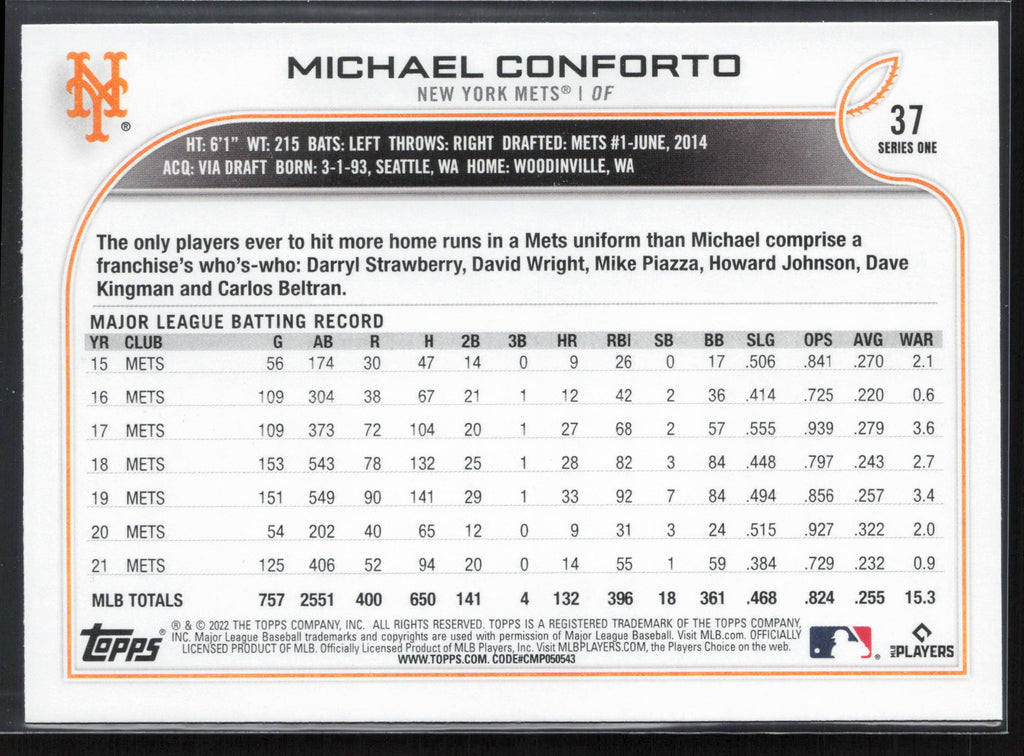 NY®
MICHAEL CONFORTO
NEW YORK METS® | OF
37
SERIES ONE
HT: 6'1" WT: 215 BATS: LEFT THROWS: RIGHT DRAFTED: METS #1-JUNE, 2014
ACQ: VIA DRAFT BORN: 3-1-93, SEATTLE, WA HOME: WOODINVILLE, WA
The only players ever to hit more home runs in a Mets uniform than Michael comprise a
franchise's who's-who: Darryl Strawberry, David Wright, Mike Piazza, Howard Johnson, Dave
Kingman and Carlos Beltran.
MAJOR LEAGUE BATTING RECORD
YR CLUB G AB R H 2B 3B HR RBI SB BB SLG OPS AVG WAR
15 METS 56 174 30 47 14 0 9 26 0 17 .506 .841 .270 2.1
16 METS 109 304 38 67 21 1 12 42 2 36 .414 .725 .220 0.6
17 METS 109 373 72 104 20 1 27 68 2 57 .555 .939 .279 3.6
18 METS 153 543 78 132 25 1 28 82 3 84 .448 .797 .243 2.7
19 METS 151 549 90 141 29 1 33 92 7 84 .494 .856 .257 3.4
20 METS 54 202 40 65 12 0 9 31 3 24 .515 .927 .322 2.0
21 METS 125 406 52 94 20 0 14 55 1 59 .384 .729 .232 0.9
MLB TOTALS 757 2551 400 650 141 4 132 396 18 361 .468 .824 .255 15.3
topps®
® & © 2022 THE TOPPS COMPANY, INC. ALL RIGHTS RESERVED. TOPPS IS A REGISTERED TRADEMARK OF THE TOPPS COMPANY,
INC. Major League Baseball trademarks and copyrights are used with permission of Major League Baseball. Visit MLB.com. OFFICIALLY
LICENSED PRODUCT OF MLB. Officially Licensed Product of MLB Players, Inc. Visit MLBPLAYERS.COM, the Players Choice on the web.
WWW.TOPPS.COM. CODE#CMP050543
MLB PLAYERS